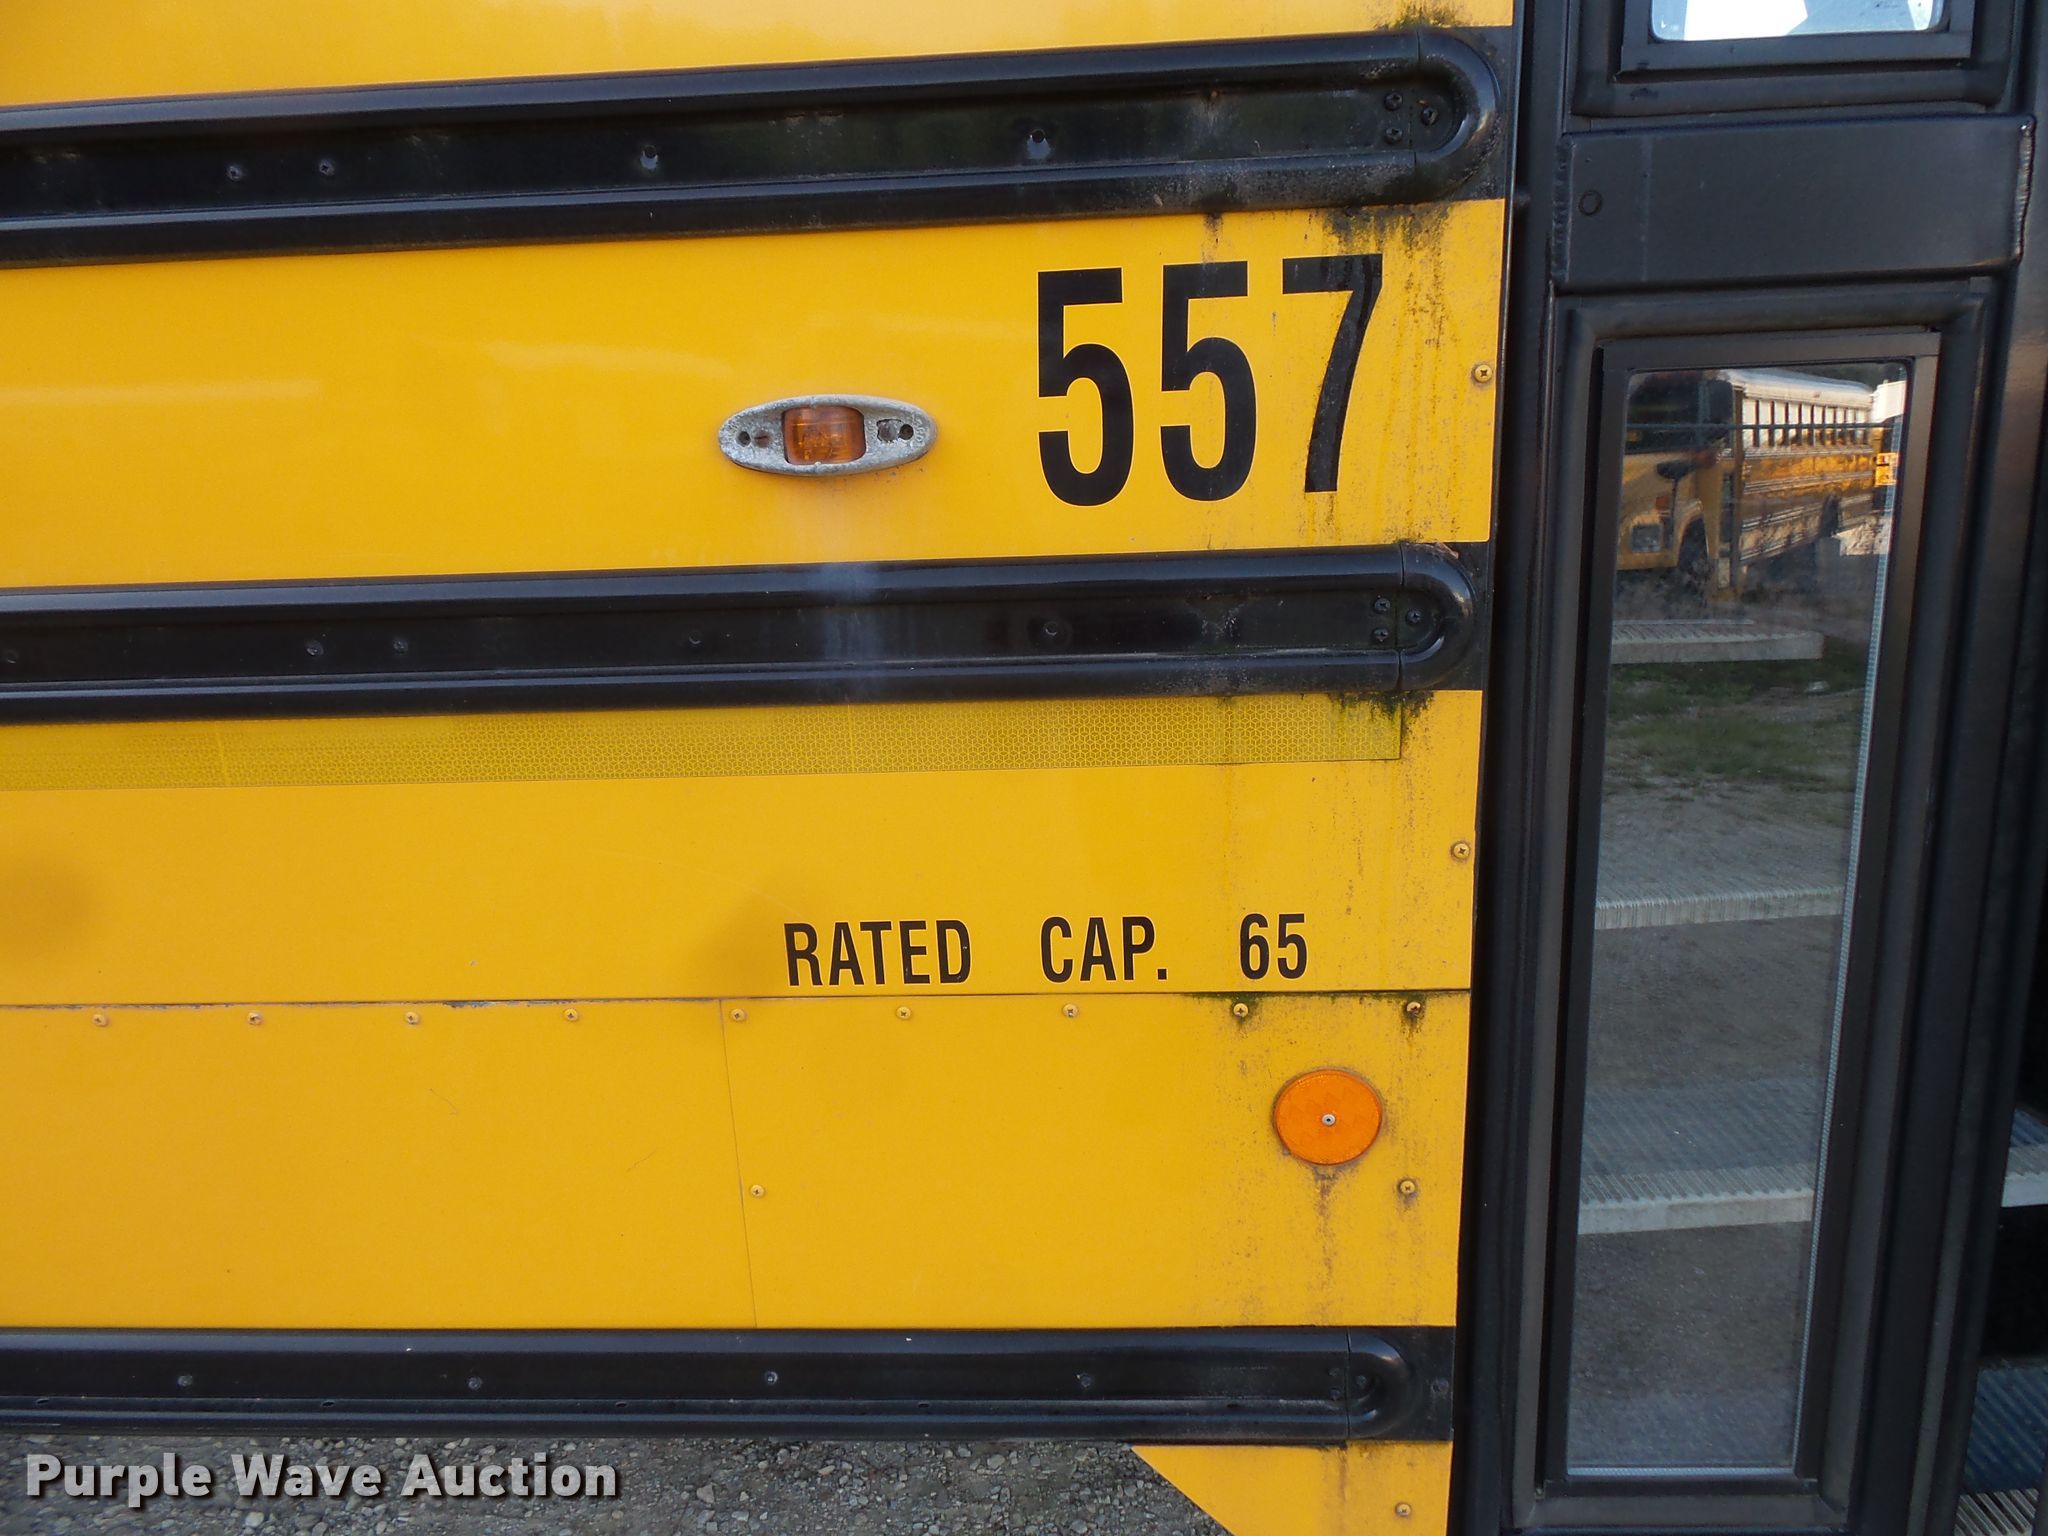 557
RATED CAP. 65
Purple Wave Auction